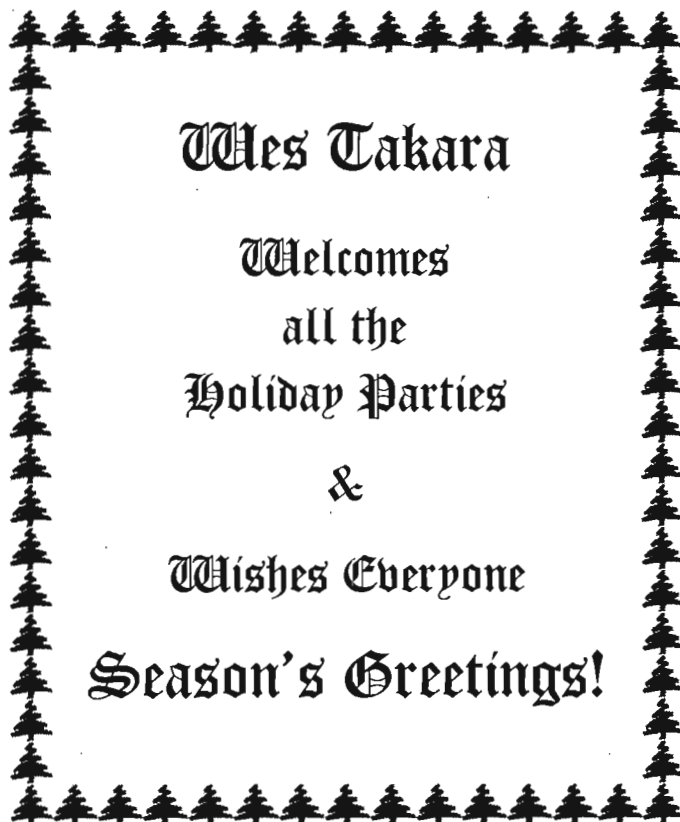 Wes Takara
Welcomes
all the
Holiday Parties
&
Wishes Everyone
Season's Greetings!